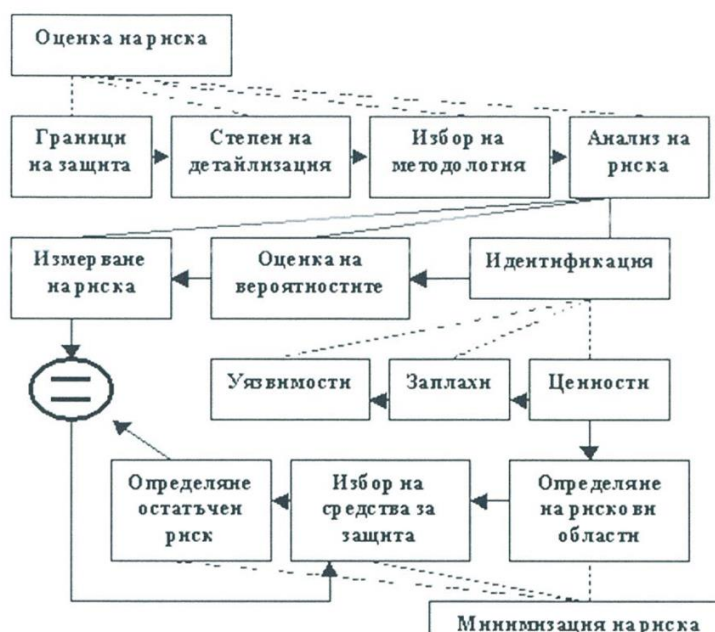 Оценка на риска
Граници
на защита
Степен на
детайлизация
Избор на
методология
Анализ на
риска
Измерване
на риска
Оценка на
вероятностите
Идентификация
Уязвимости
Заплахи
Ценности
Определяне
остатъчен
риск
Избор на
средства за
защита
Определяне
на рискови
области
Минимизация на риска